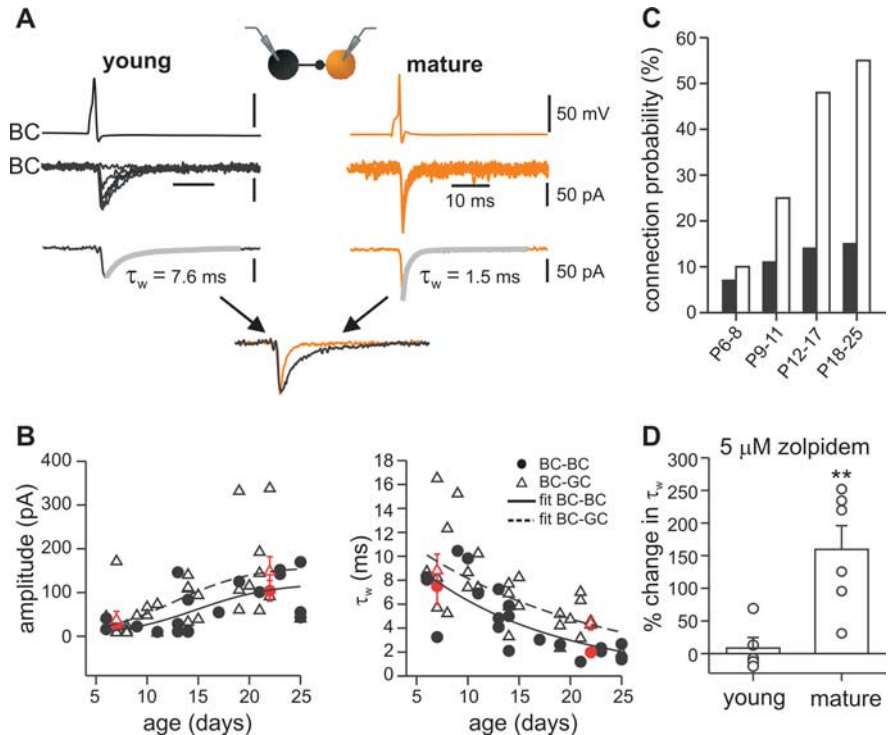 A
young
mature
BC
50 mV
BC
50 pA
10 ms
τw = 7.6 ms
τw = 1.5 ms
50 pA
C
connection probability (%)
60
50
40
30
20
10
0
P6-8
P9-11
P12-17
P18-25
B
amplitude (pA)
400
300
200
100
0
5
10
15
20
25
age (days)
τw (ms)
18
16
14
12
10
8
6
4
2
0
BC-BC
BC-GC
fit BC-BC
fit BC-GC
5
10
15
20
25
age (days)
D
5 μM zolpidem
% change in τw
300
250
200
150
100
50
0
**
young
mature